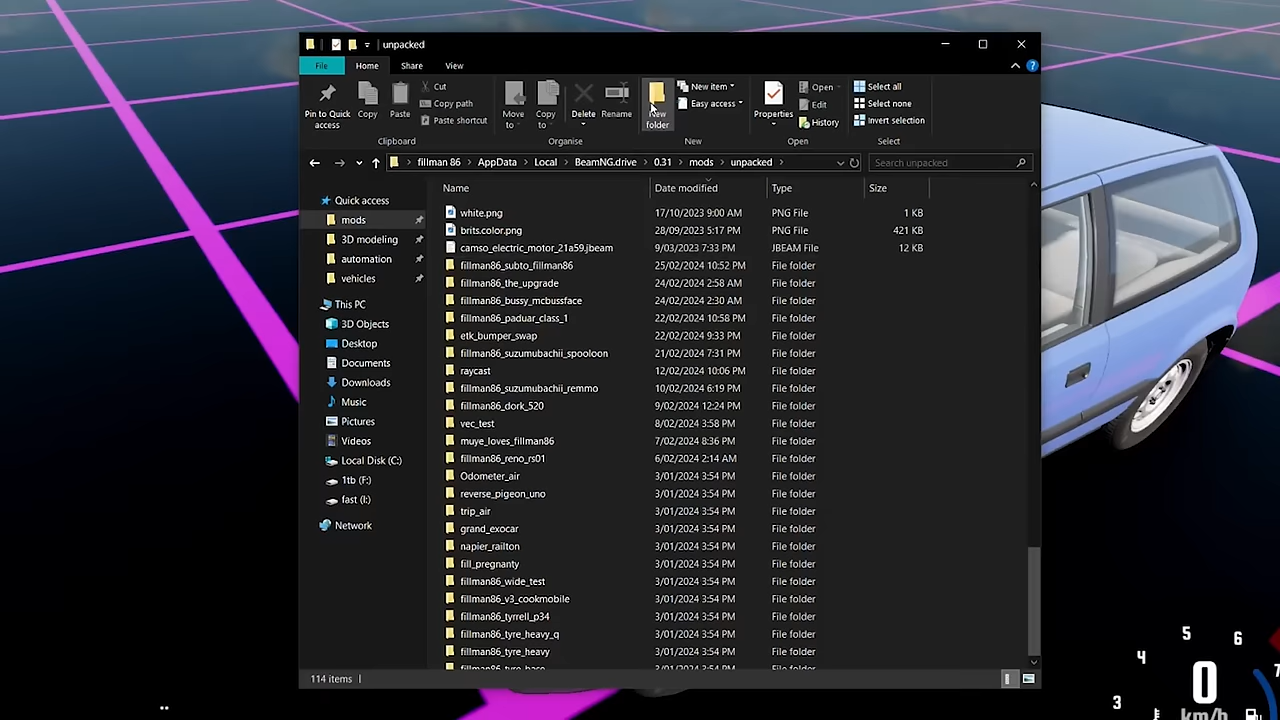 unpacked
File Home Share View
Pin to Quick access
Copy
Paste
Cut
Copy path
Paste shortcut
Clipboard
Move to
Copy to
Delete
Rename
Organise
New folder
New item
Easy access
New
Properties
Open
Edit
History
Open
Select all
Select none
Invert selection
Select
fillman 86 AppData Local BeamNG.drive 0.31 mods unpacked
Search unpacked
Quick access
mods
3D modeling
automation
vehicles
This PC
3D Objects
Desktop
Documents
Downloads
Music
Pictures
Videos
Local Disk (C:)
1tb (F:)
fast (I:)
Network
Name Date modified Type Size
white.png 17/10/2023 9:00 AM PNG File 1 KB
brits.color.png 28/09/2023 5:17 PM PNG File 421 KB
camso_electric_motor_21a59.jbeam 9/03/2023 7:33 PM JBEAM File 12 KB
fillman86_subto_fillman86 25/02/2024 10:52 PM File folder
fillman86_the_upgrade 24/02/2024 2:58 AM File folder
fillman86_bussy_mcbussface 24/02/2024 2:30 AM File folder
fillman86_paduar_class_1 22/02/2024 10:58 PM File folder
etk_bumper_swap 22/02/2024 9:33 PM File folder
fillman86_suzumubachii_spooloon 21/02/2024 7:31 PM File folder
raycast 12/02/2024 10:06 PM File folder
fillman86_suzumubachii_remmo 10/02/2024 6:19 PM File folder
fillman86_dork_520 9/02/2024 12:24 PM File folder
vec_test 8/02/2024 3:58 PM File folder
muye_loves_fillman86 7/02/2024 8:36 PM File folder
fillman86_reno_rs01 6/02/2024 2:14 AM File folder
Odometer_air 3/01/2024 3:54 PM File folder
reverse_pigeon_uno 3/01/2024 3:54 PM File folder
trip_air 3/01/2024 3:54 PM File folder
grand_exocar 3/01/2024 3:54 PM File folder
napier_railton 3/01/2024 3:54 PM File folder
fill_pregnanty 3/01/2024 3:54 PM File folder
fillman86_wide_test 3/01/2024 3:54 PM File folder
fillman86_v3_cookmobile 3/01/2024 3:54 PM File folder
fillman86_tyrrell_p34 3/01/2024 3:54 PM File folder
fillman86_tyre_heavy_q 3/01/2024 3:54 PM File folder
fillman86_tyre_heavy 3/01/2024 3:54 PM File folder
fillman86_tyre_base 3/01/2024 3:54 PM File folder
114 items
3 4 5 6 7
0
km/h